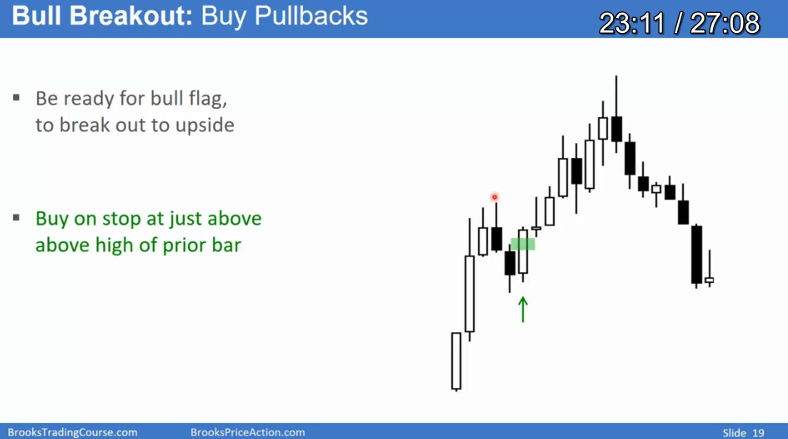 Bull Breakout: Buy Pullbacks
23:11 / 27:08
Be ready for bull flag,
to break out to upside
Buy on stop at just above
above high of prior bar
BrooksTradingCourse.com
BrooksPriceAction.com
Slide 19